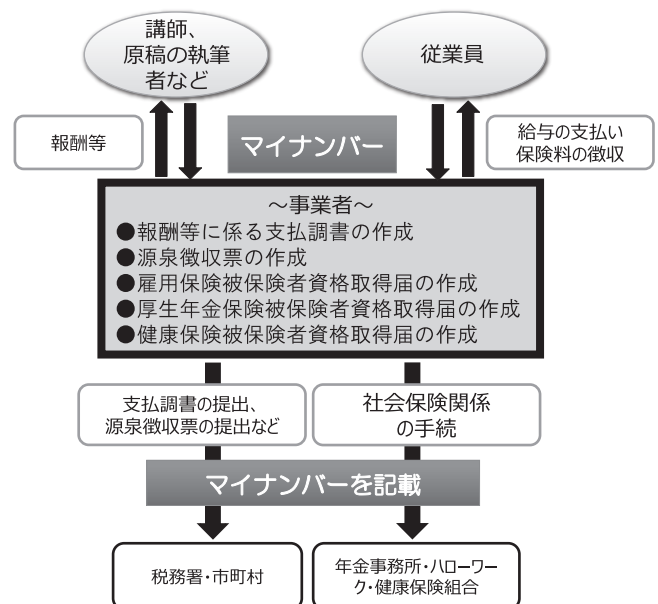 講師、
原稿の執筆
者など
従業員
報酬等
マイナンバー
給与の支払い
保険料の徴収
～事業者～
●報酬等に係る支払調書の作成
●源泉徴収票の作成
●雇用保険被保険者資格取得届の作成
●厚生年金保険被保険者資格取得届の作成
●健康保険被保険者資格取得届の作成
支払調書の提出、
源泉徴収票の提出など
社会保険関係
の手続
マイナンバーを記載
税務署・市町村
年金事務所・ハローワー
ク・健康保険組合